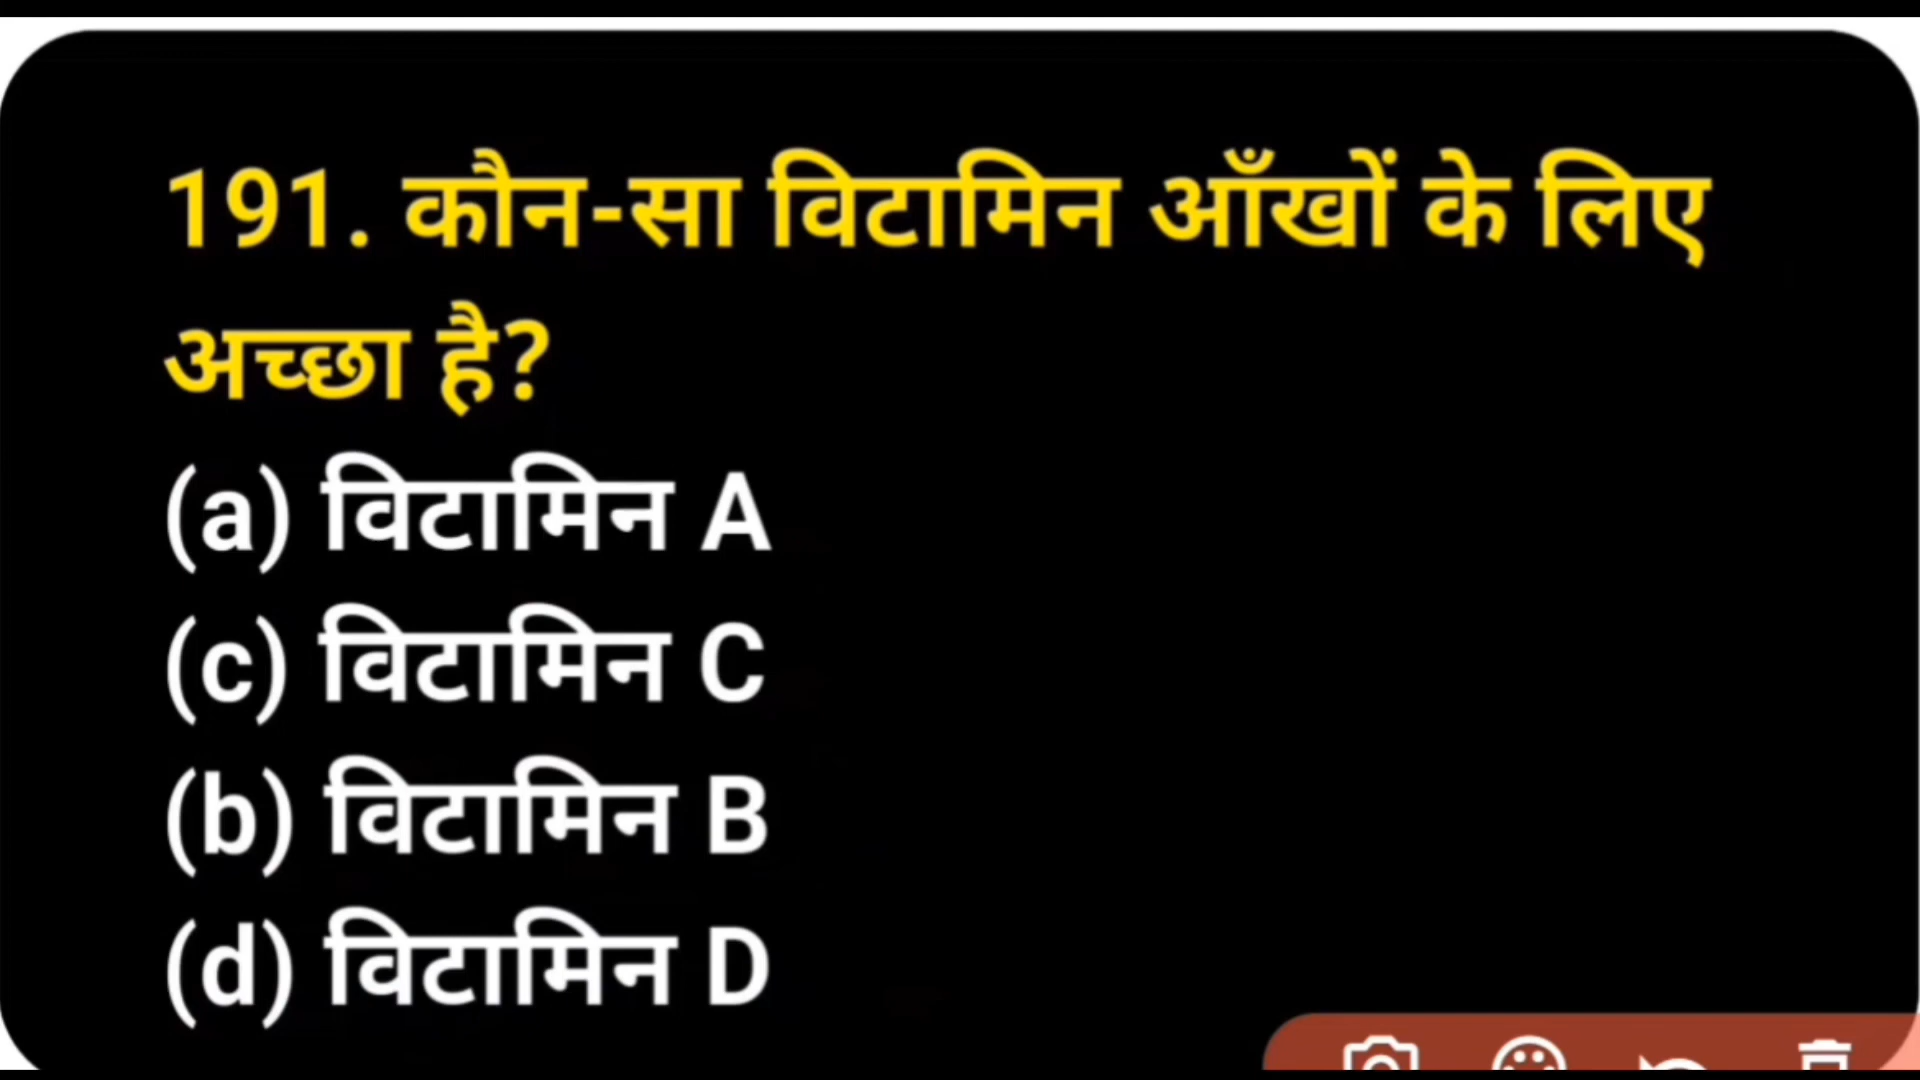 191. कौन-सा विटामिन आँखों के लिए
अच्छा है?
(a) विटामिन A
(c) विटामिन C
(b) विटामिन B
(d) विटामिन D